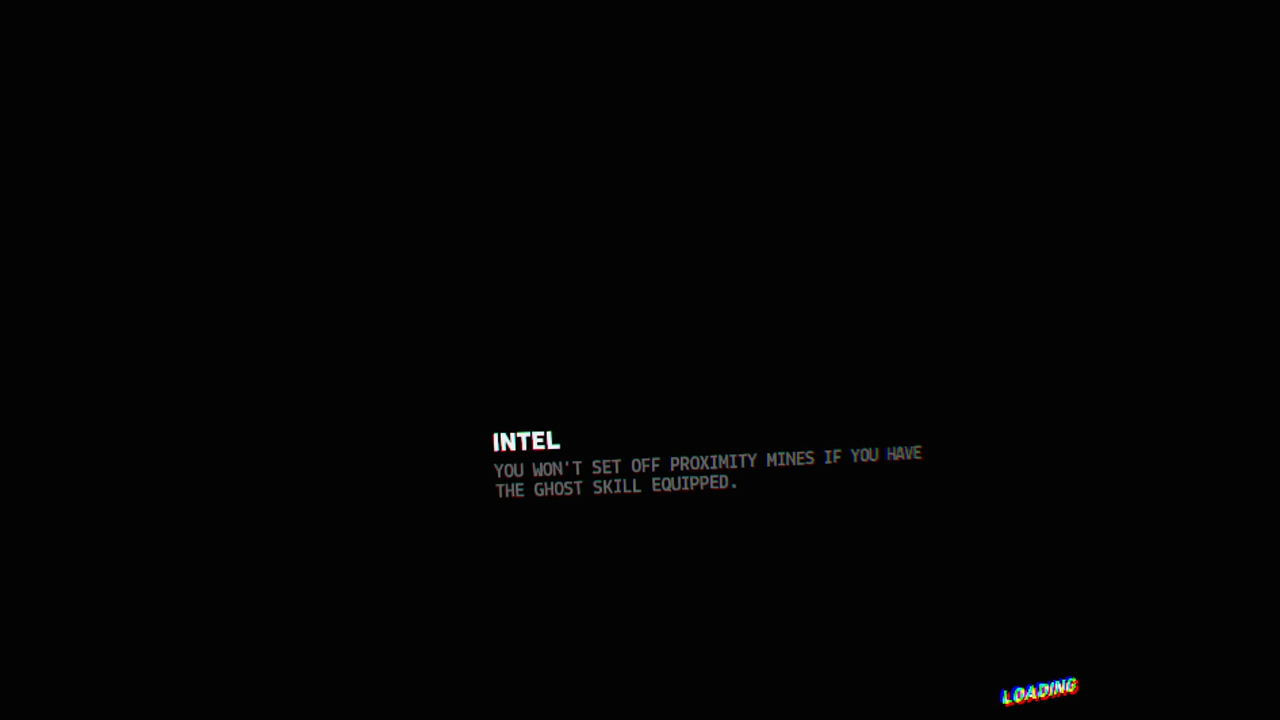 INTEL
YOU WON'T SET OFF PROXIMITY MINES IF YOU HAVE
THE GHOST SKILL EQUIPPED.
LOADING